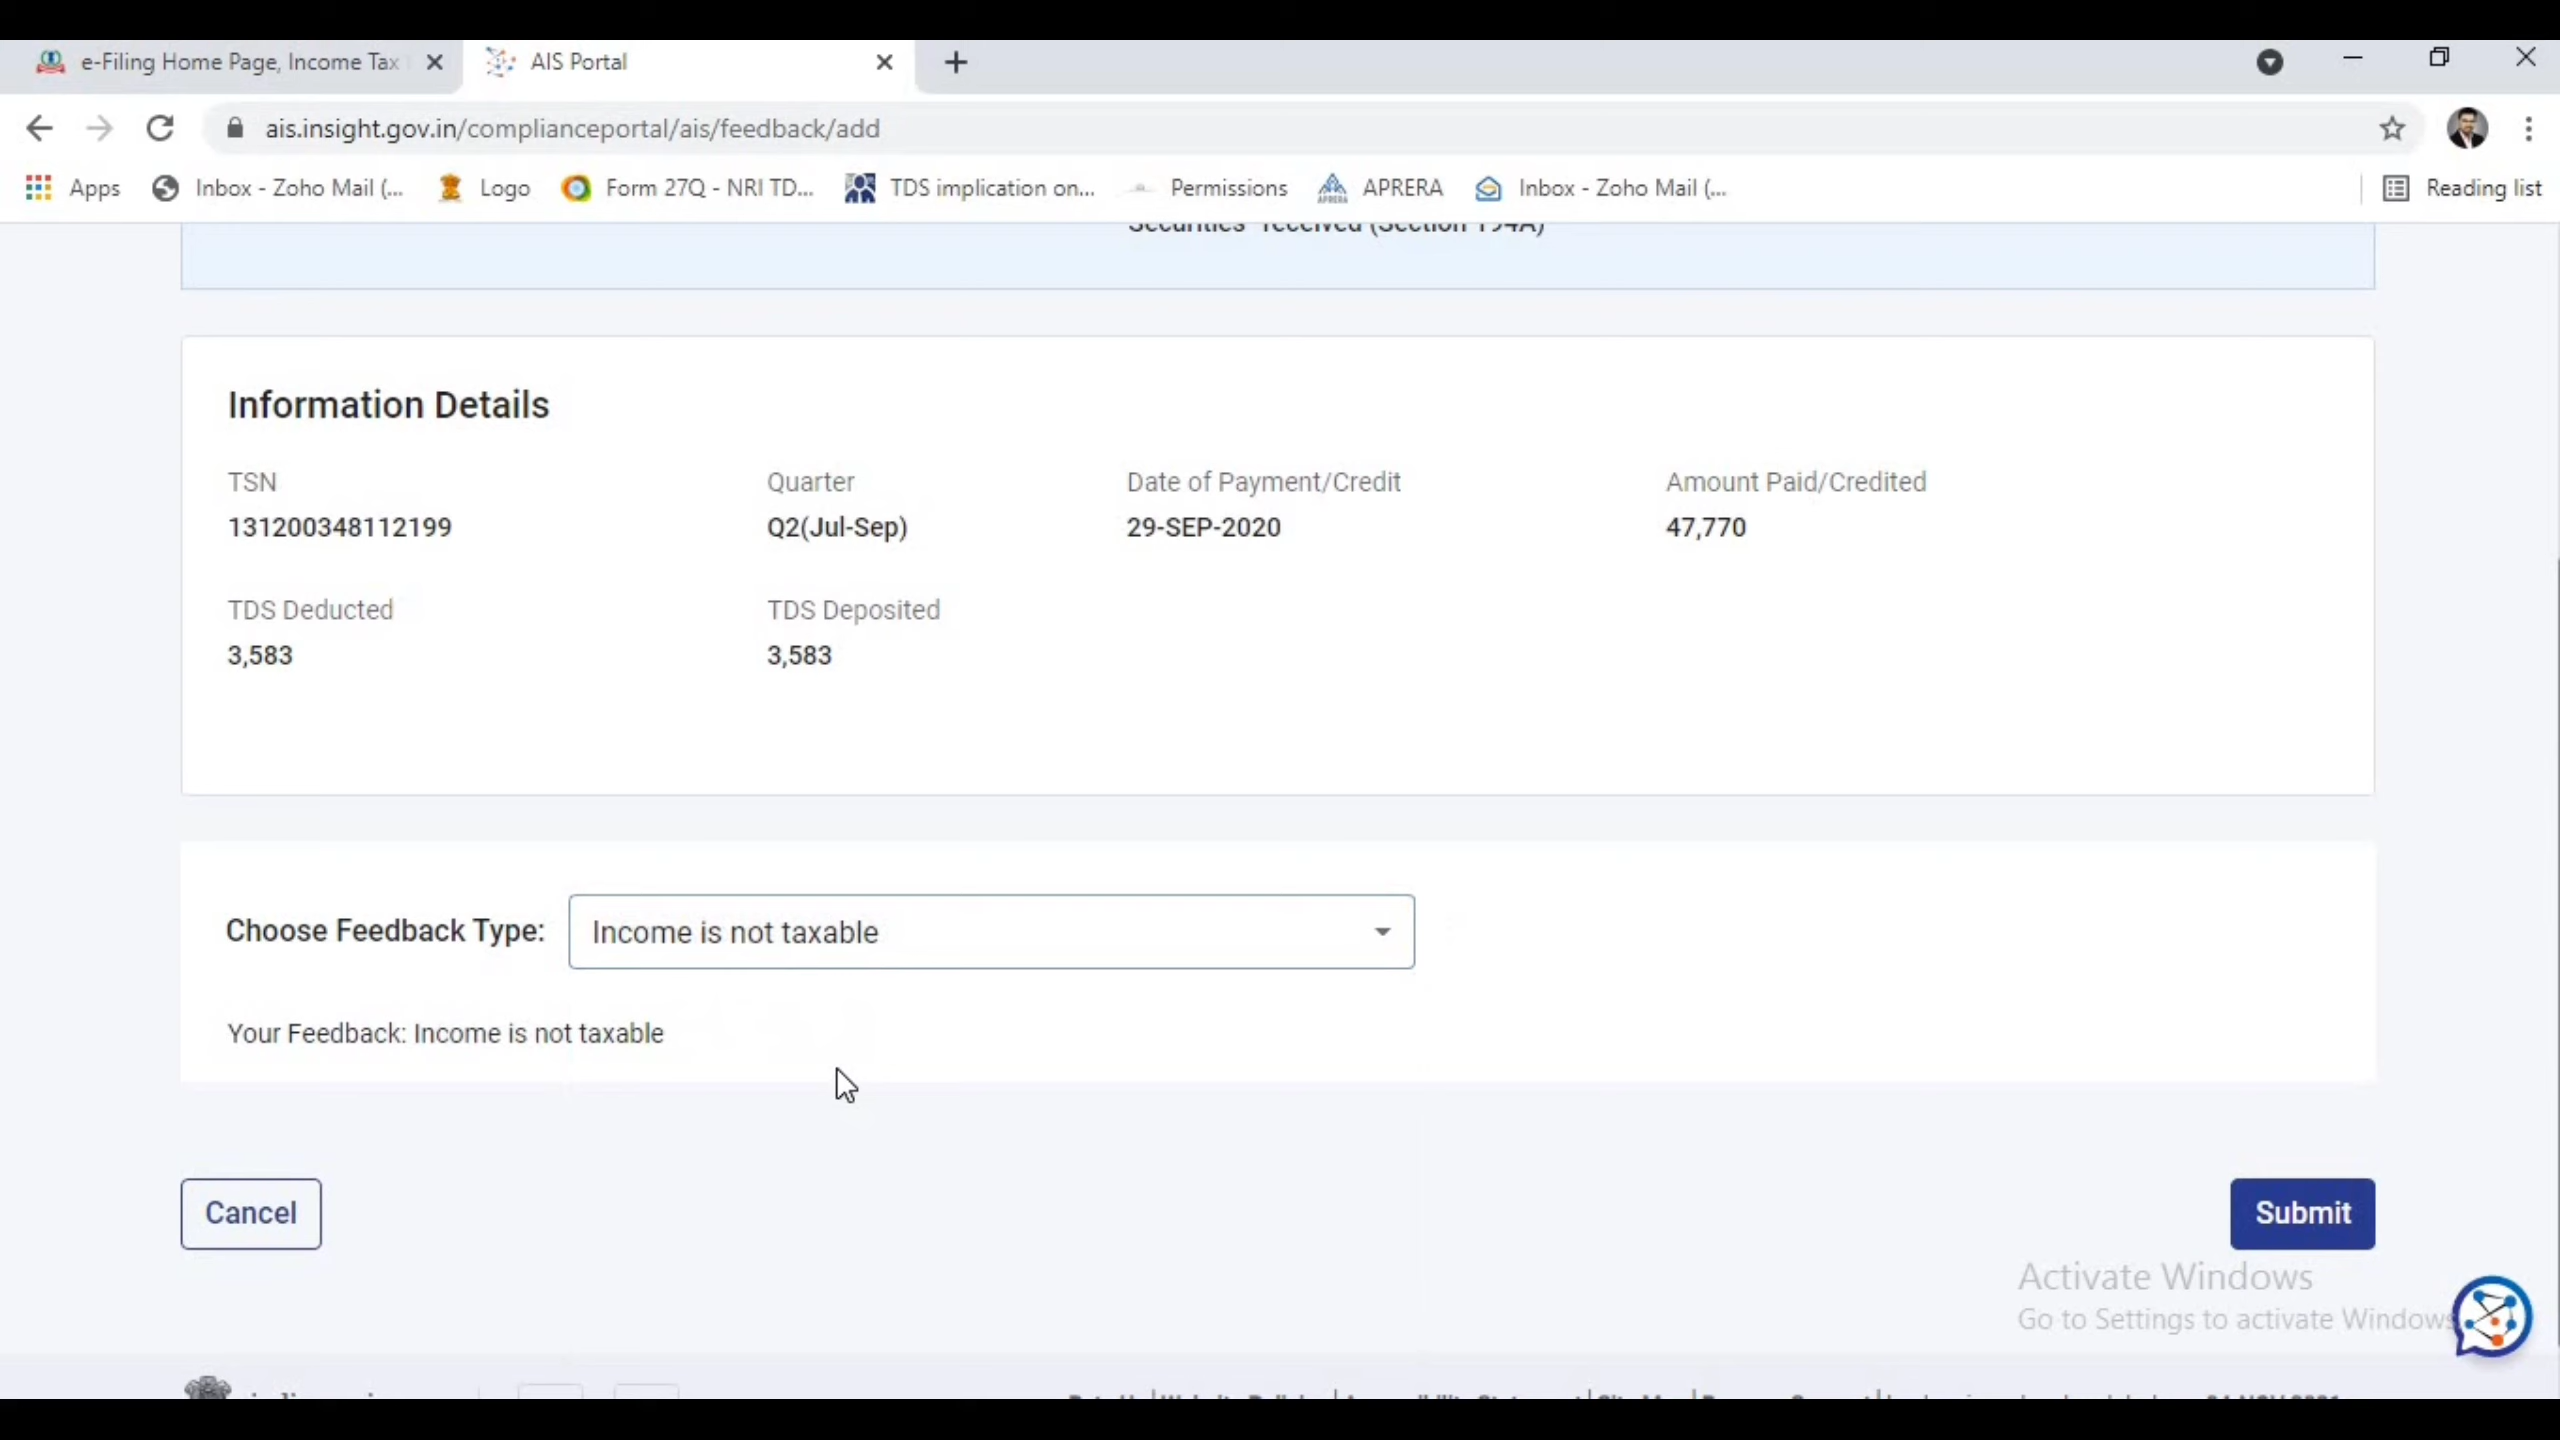 e-Filing Home Page, Income Tax
AIS Portal
ais.insight.gov.in/complianceportal/ais/feedback/add
Apps
Inbox - Zoho Mail (...
Logo
Form 27Q - NRI TD...
TDS implication on...
Permissions
APRERA
Inbox - Zoho Mail (...
Reading list
Securities" received (Section 194A)
Information Details
TSN
Quarter
Date of Payment/Credit
Amount Paid/Credited
131200348112199
Q2(Jul-Sep)
29-SEP-2020
47,770
TDS Deducted
TDS Deposited
3,583
3,583
Choose Feedback Type:
Income is not taxable
Your Feedback: Income is not taxable
Cancel
Submit
Activate Windows
Go to Settings to activate Windows